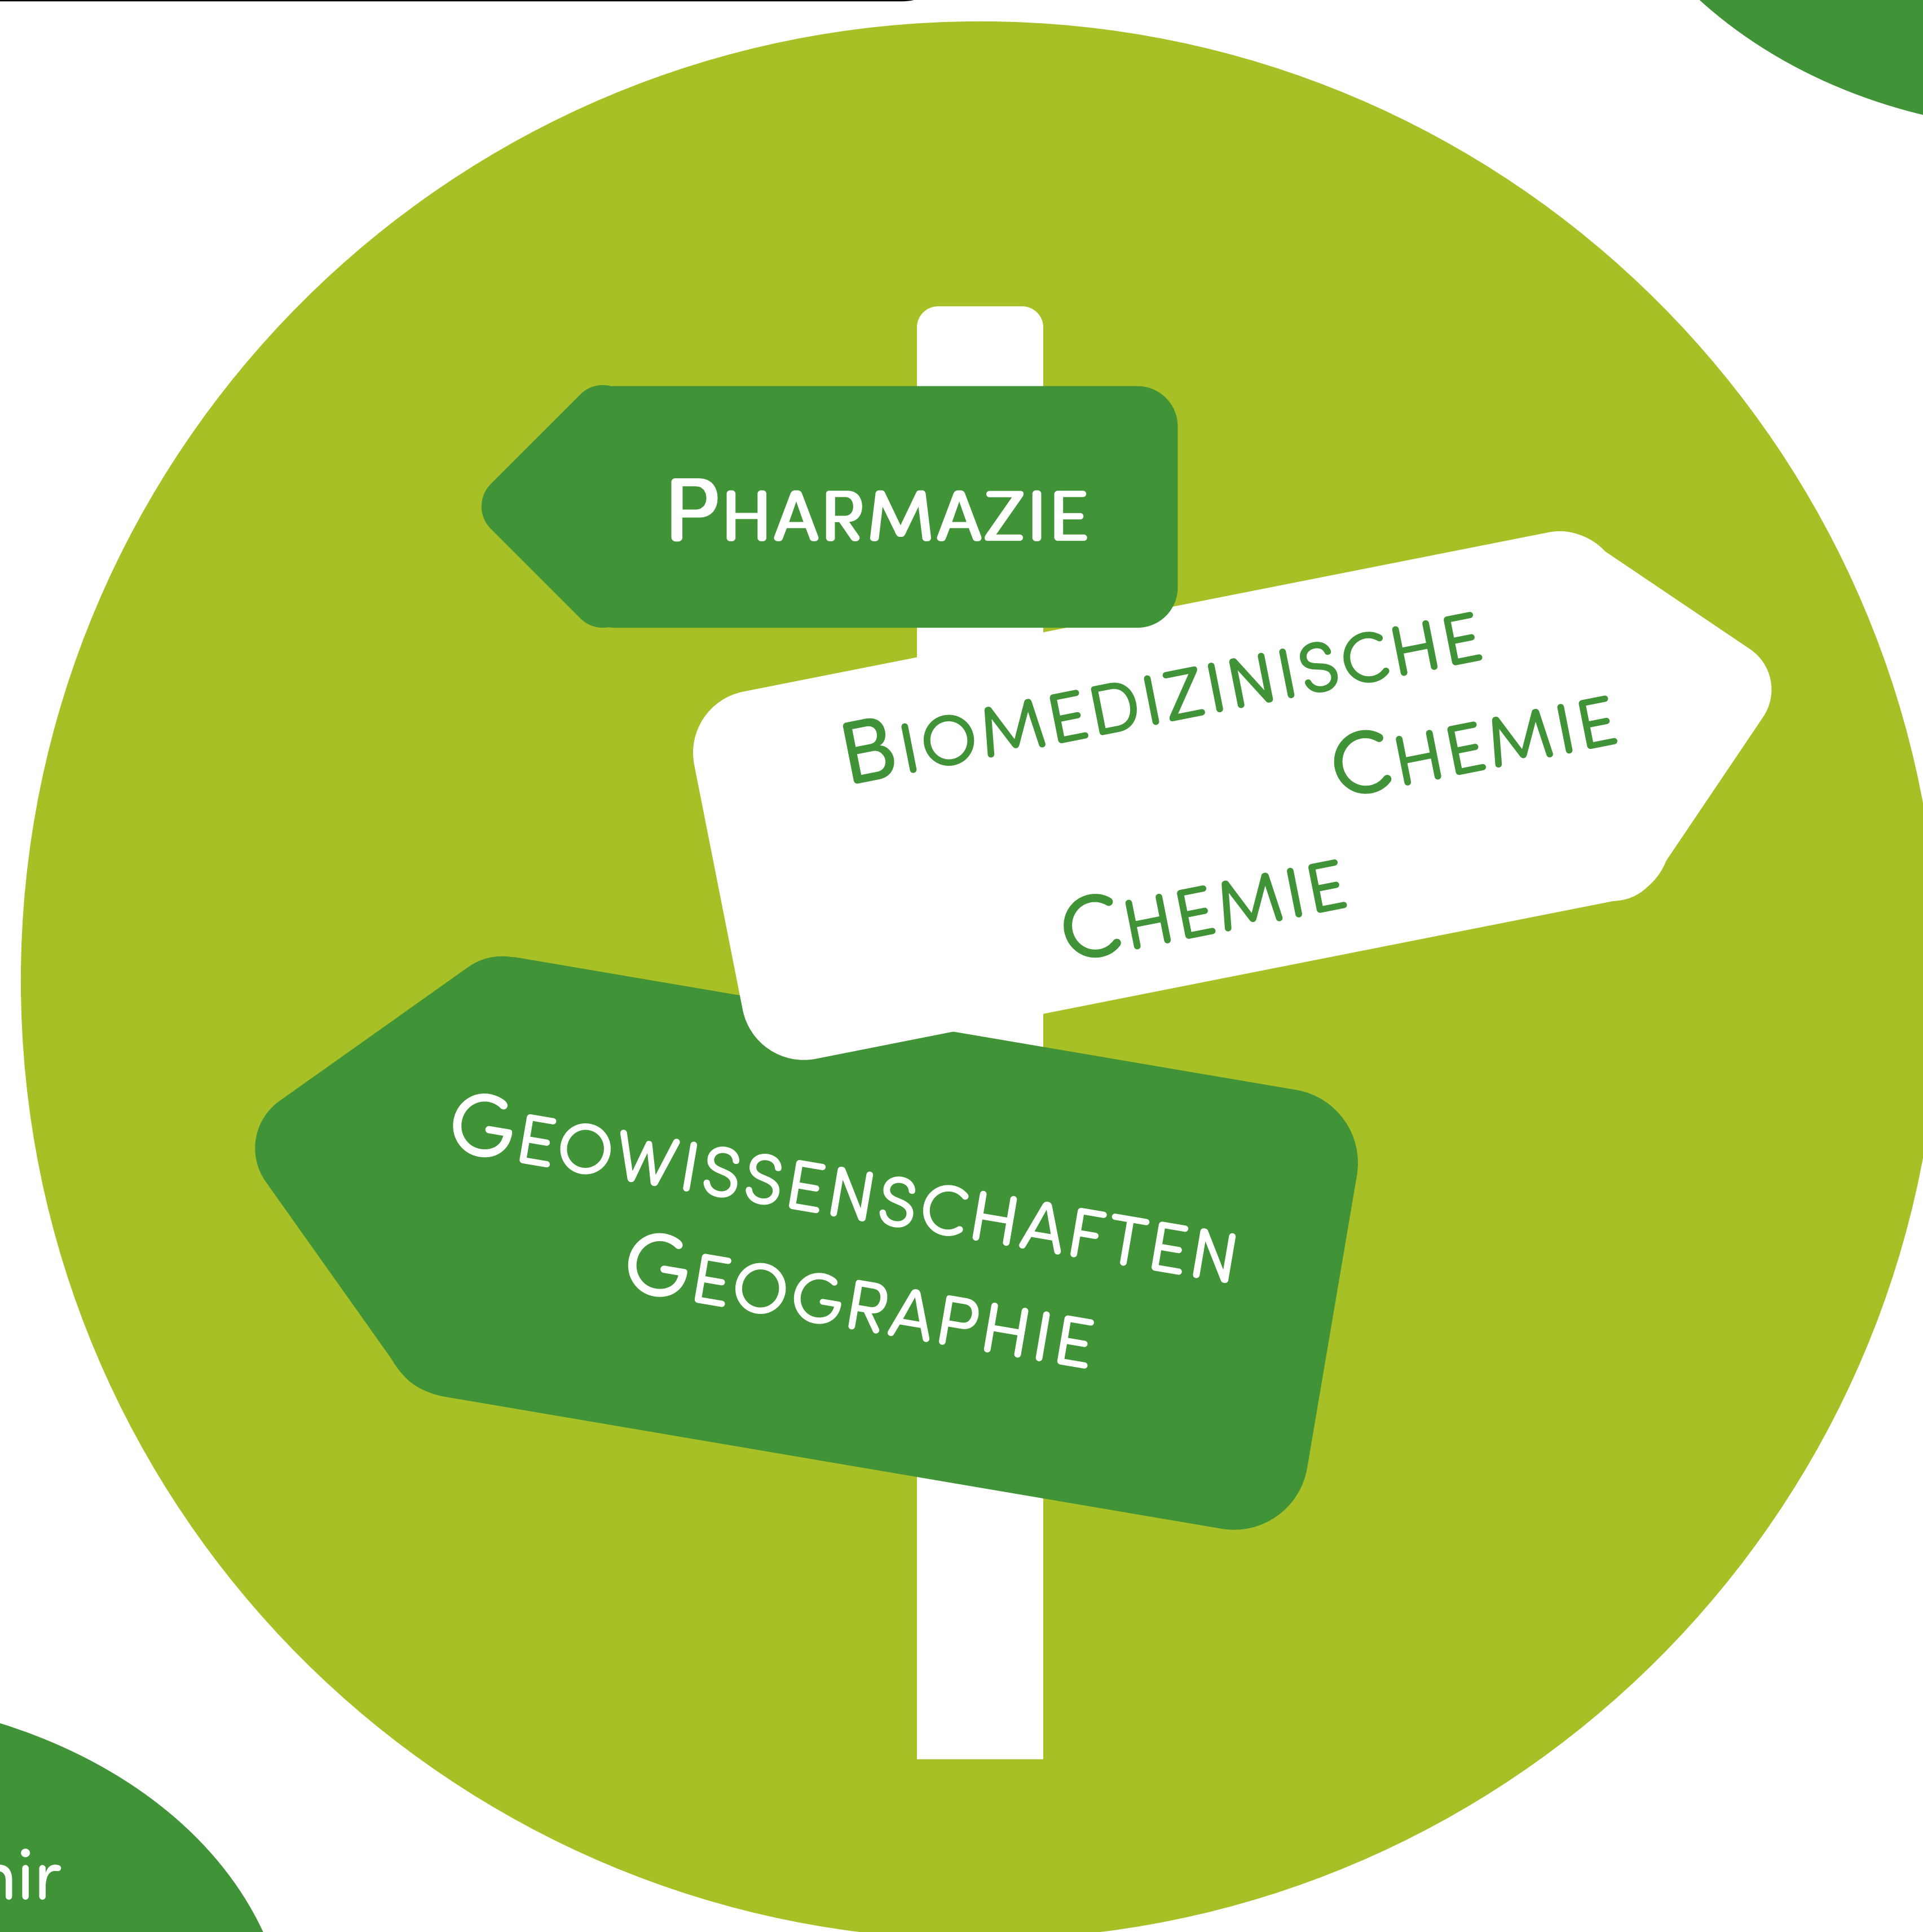 Pharmazie
Biomedizinische
Chemie
Chemie
Geowissenschaften
Geographie